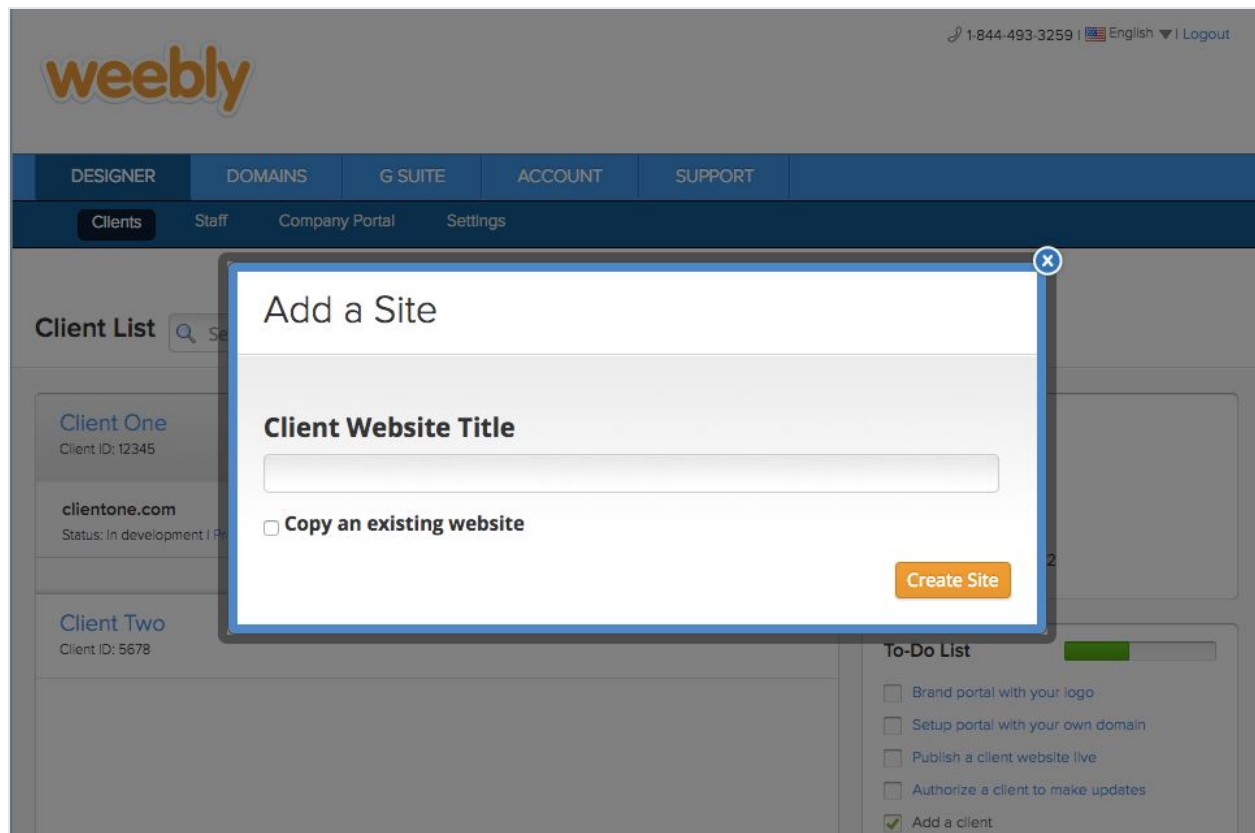 1-844-493-3259 | English ▼ | Logout
weebly
DESIGNER DOMAINS G SUITE ACCOUNT SUPPORT
Clients Staff Company Portal Settings
x
Add a Site
Client List
Client Website Title
Client One
Client ID: 12345
clientone.com
Status: In development |
Copy an existing website
2
Create Site
Client Two
Client ID: 5678
To-Do List
Brand portal with your logo
Setup portal with your own domain
Publish a client website live
Authorize a client to make updates
Add a client